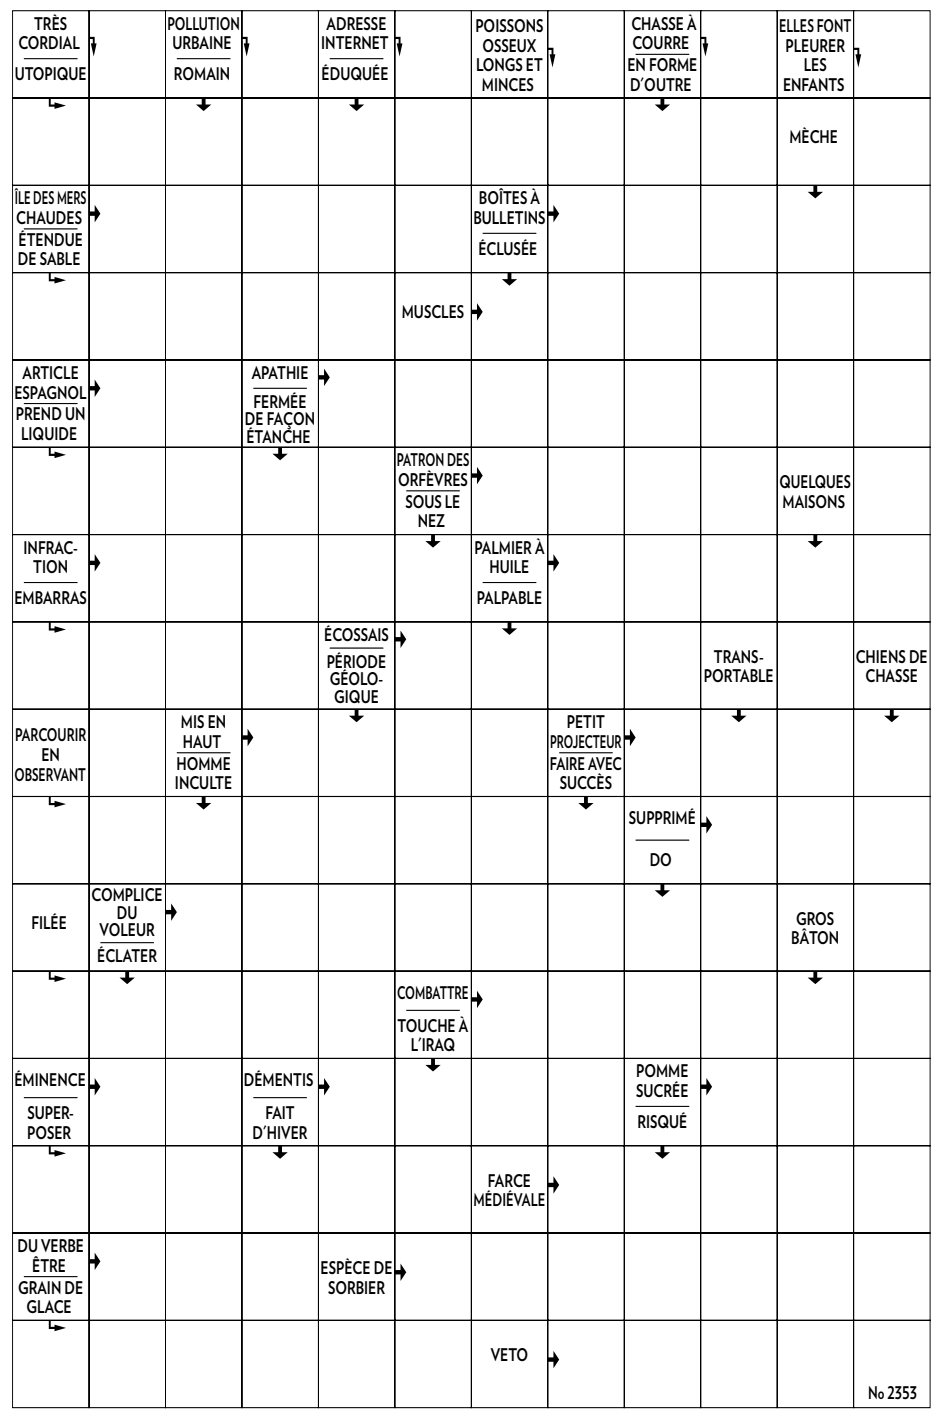 TRÈS
CORDIAL
UTOPIQUE
POLLUTION
URBAINE
ROMAIN
ADRESSE
INTERNET
ÉDUQUÉE
POISSONS
OSSEUX
LONGS ET
MINCES
CHASSE À
COURRE
EN FORME
D'OUTRE
ELLES FONT
PLEURER
LES
ENFANTS
MÈCHE
ÎLE DES MERS
CHAUDES
ÉTENDUE
DE SABLE
BOÎTES À
BULLETINS
ÉCLUSÉE
MUSCLES
ARTICLE
ESPAGNOL
PREND UN
LIQUIDE
APATHIE
FERMÉE
DE FAÇON
ÉTANCHE
PATRON DES
ORFÈVRES
SOUS LE
NEZ
QUELQUES
MAISONS
INFRAC-
TION
EMBARRAS
PALMIER À
HUILE
PALPABLE
ÉCOSSAIS
PÉRIODE
GÉOLO-
GIQUE
TRANS-
PORTABLE
CHIENS DE
CHASSE
PARCOURIR
EN
OBSERVANT
MIS EN
HAUT
HOMME
INCULTE
PETIT
PROJECTEUR
FAIRE AVEC
SUCCÈS
SUPPRIMÉ
DO
FILÉE
COMPLICE
DU
VOLEUR
ÉCLATER
GROS
BÂTON
COMBATTRE
TOUCHE À
L'IRAQ
ÉMINENCE
SUPER-
POSER
DÉMENTIS
FAIT
D'HIVER
POMME
SUCRÉE
RISQUÉ
FARCE
MÉDIÉVALE
DU VERBE
ÊTRE
GRAIN DE
GLACE
ESPÈCE DE
SORBIER
VETO
No 2353